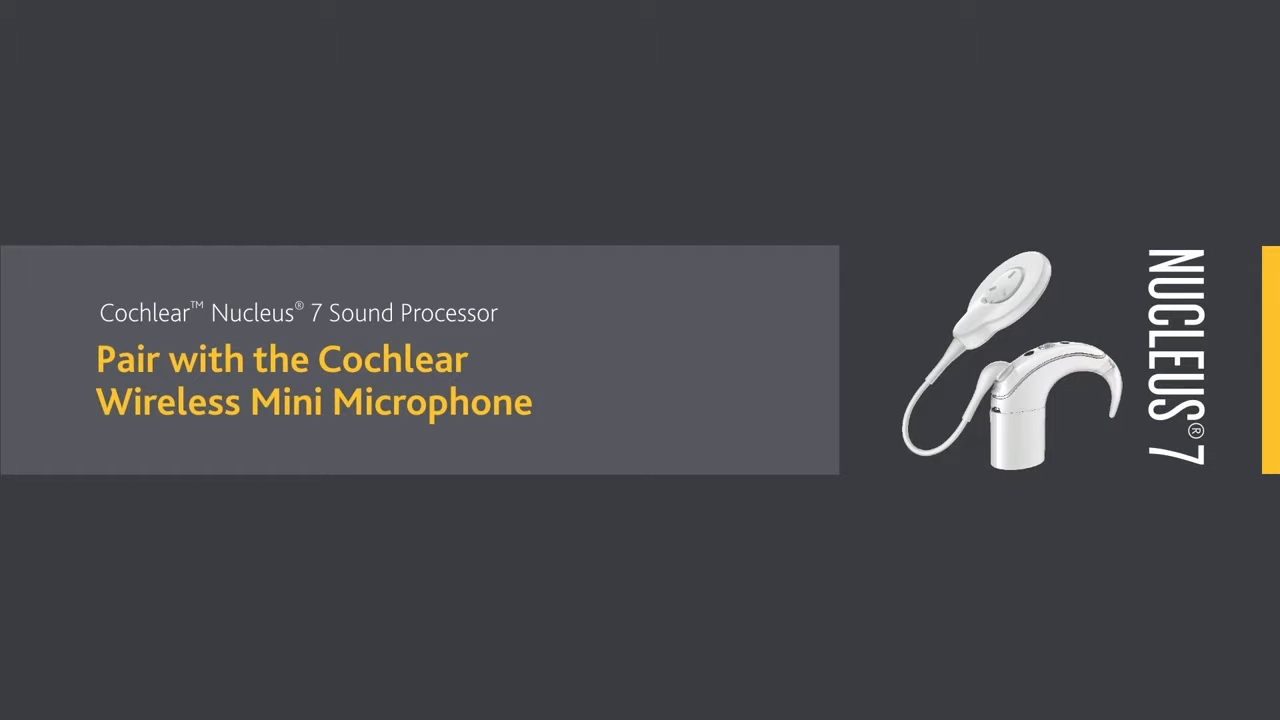 Cochlear™ Nucleus® 7 Sound Processor
Pair with the Cochlear
Wireless Mini Microphone
NUCLEUS® 7